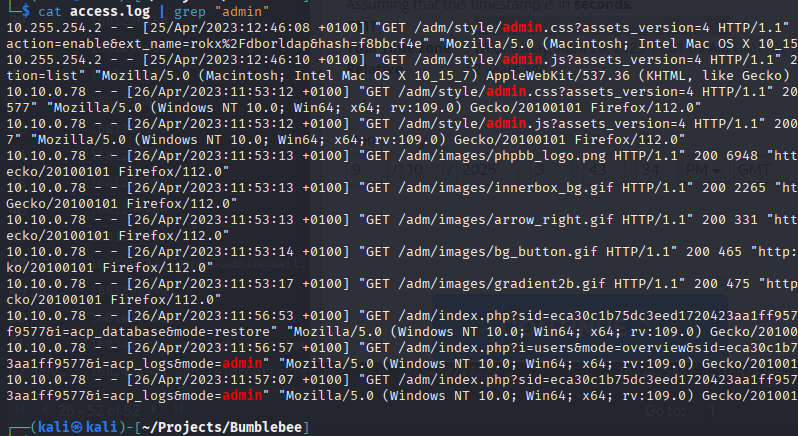 └─$ cat access.log | grep "admin"
10.255.254.2 - - [25/Apr/2023:12:46:08 +0100] "GET /adm/style/admin.css?assets_version=4 HTTP/1.1"
action=enable&ext_name=rokx%2Fdborldap&hash=f8bbcf4e" "Mozilla/5.0 (Macintosh; Intel Mac OS X 10_15
10.255.254.2 - - [25/Apr/2023:12:46:10 +0100] "GET /adm/style/admin.js?assets_version=4 HTTP/1.1" 2
tion=list" "Mozilla/5.0 (Macintosh; Intel Mac OS X 10_15_7) AppleWebKit/537.36 (KHTML, like Gecko)
10.10.0.78 - - [26/Apr/2023:11:53:12 +0100] "GET /adm/style/admin.css?assets_version=4 HTTP/1.1" 20
577" "Mozilla/5.0 (Windows NT 10.0; Win64; x64; rv:109.0) Gecko/20100101 Firefox/112.0"
10.10.0.78 - - [26/Apr/2023:11:53:12 +0100] "GET /adm/style/admin.js?assets_version=4 HTTP/1.1" 200
7" "Mozilla/5.0 (Windows NT 10.0; Win64; x64; rv:109.0) Gecko/20100101 Firefox/112.0"
10.10.0.78 - - [26/Apr/2023:11:53:13 +0100] "GET /adm/images/phpbb_logo.png HTTP/1.1" 200 6948 "ht
ecko/20100101 Firefox/112.0"
10.10.0.78 - - [26/Apr/2023:11:53:13 +0100] "GET /adm/images/innerbox_bg.gif HTTP/1.1" 200 2265 "ht
Gecko/20100101 Firefox/112.0"
10.10.0.78 - - [26/Apr/2023:11:53:13 +0100] "GET /adm/images/arrow_right.gif HTTP/1.1" 200 331 "htt
ecko/20100101 Firefox/112.0"
10.10.0.78 - - [26/Apr/2023:11:53:14 +0100] "GET /adm/images/bg_button.gif HTTP/1.1" 200 465 "http:
ko/20100101 Firefox/112.0"
10.10.0.78 - - [26/Apr/2023:11:53:17 +0100] "GET /adm/images/gradient2b.gif HTTP/1.1" 200 475 "http
cko/20100101 Firefox/112.0"
10.10.0.78 - - [26/Apr/2023:11:56:53 +0100] "GET /adm/index.php?sid=eca30c1b75dc3eed1720423aa1ff957
f9577&i=acp_database&mode=restore" "Mozilla/5.0 (Windows NT 10.0; Win64; x64; rv:109.0) Gecko/20100
10.10.0.78 - - [26/Apr/2023:11:56:57 +0100] "GET /adm/index.php?i=users&mode=overview&sid=eca30c1b7
3aa1ff9577&i=acp_logs&mode=admin" "Mozilla/5.0 (Windows NT 10.0; Win64; x64; rv:109.0) Gecko/201001
10.10.0.78 - - [26/Apr/2023:11:57:07 +0100] "GET /adm/index.php?sid=eca30c1b75dc3eed1720423aa1ff957
3aa1ff9577&i=acp_logs&mode=admin" "Mozilla/5.0 (Windows NT 10.0; Win64; x64; rv:109.0) Gecko/201001
26 – 52 of 52 Go to: 1
┌──(kali㉿kali)-[~/Projects/Bumblebee]